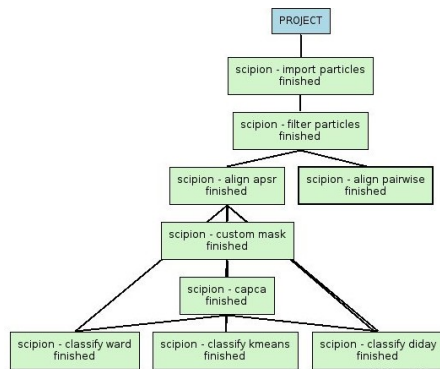 PROJECT
scipion - import particles
finished
scipion - filter particles
finished
scipion - align apsr
finished
scipion - align pairwise
finished
scipion - custom mask
finished
scipion - capca
finished
scipion - classify ward
finished
scipion - classify kmeans
finished
scipion - classify diday
finished